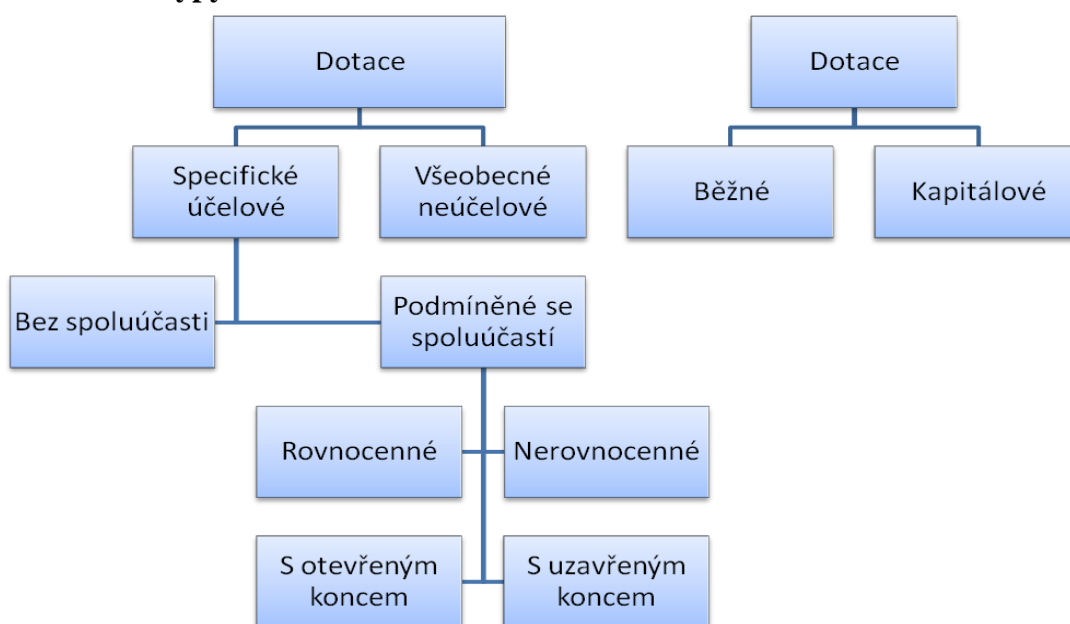 Dotace
Dotace
Specifické
účelové
Všeobecné
neúčelové
Běžné
Kapitálové
Bez spoluúčasti
Podmíněné se
spoluúčastí
Rovnocenné
Nerovnocenné
S otevřeným
koncem
S uzavřeným
koncem